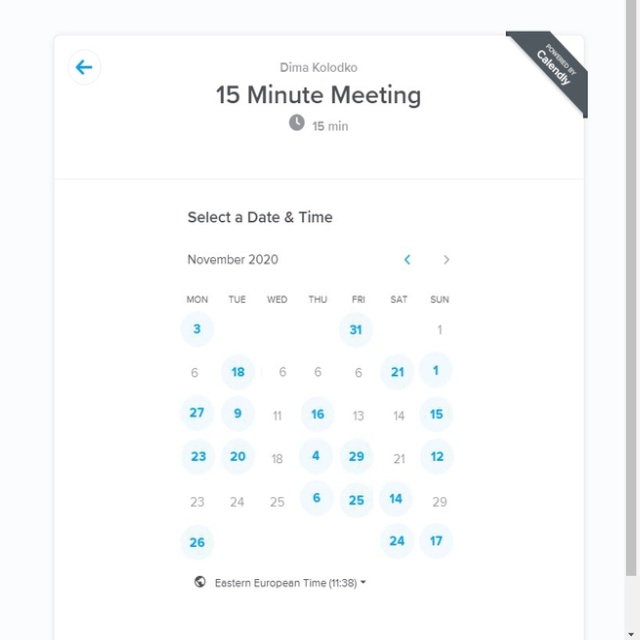 POWERED BY
Calendly
Dima Kolodko
15 Minute Meeting
15 min
Select a Date & Time
November 2020
MON TUE WED THU FRI SAT SUN
3 31 1
6 18 6 6 6 21 1
27 9 11 16 13 14 15
23 20 18 4 29 21 12
23 24 25 6 25 14 29
26 24 17
Eastern European Time (11:38)